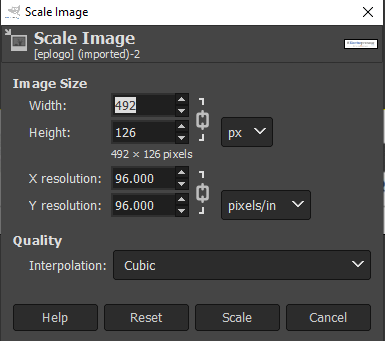 Scale Image
Scale Image
[eplogo] (imported)-2
Image Size
Width: 492
Height: 126 px
492 × 126 pixels
X resolution: 96.000
Y resolution: 96.000 pixels/in
Quality
Interpolation: Cubic
Help Reset Scale Cancel